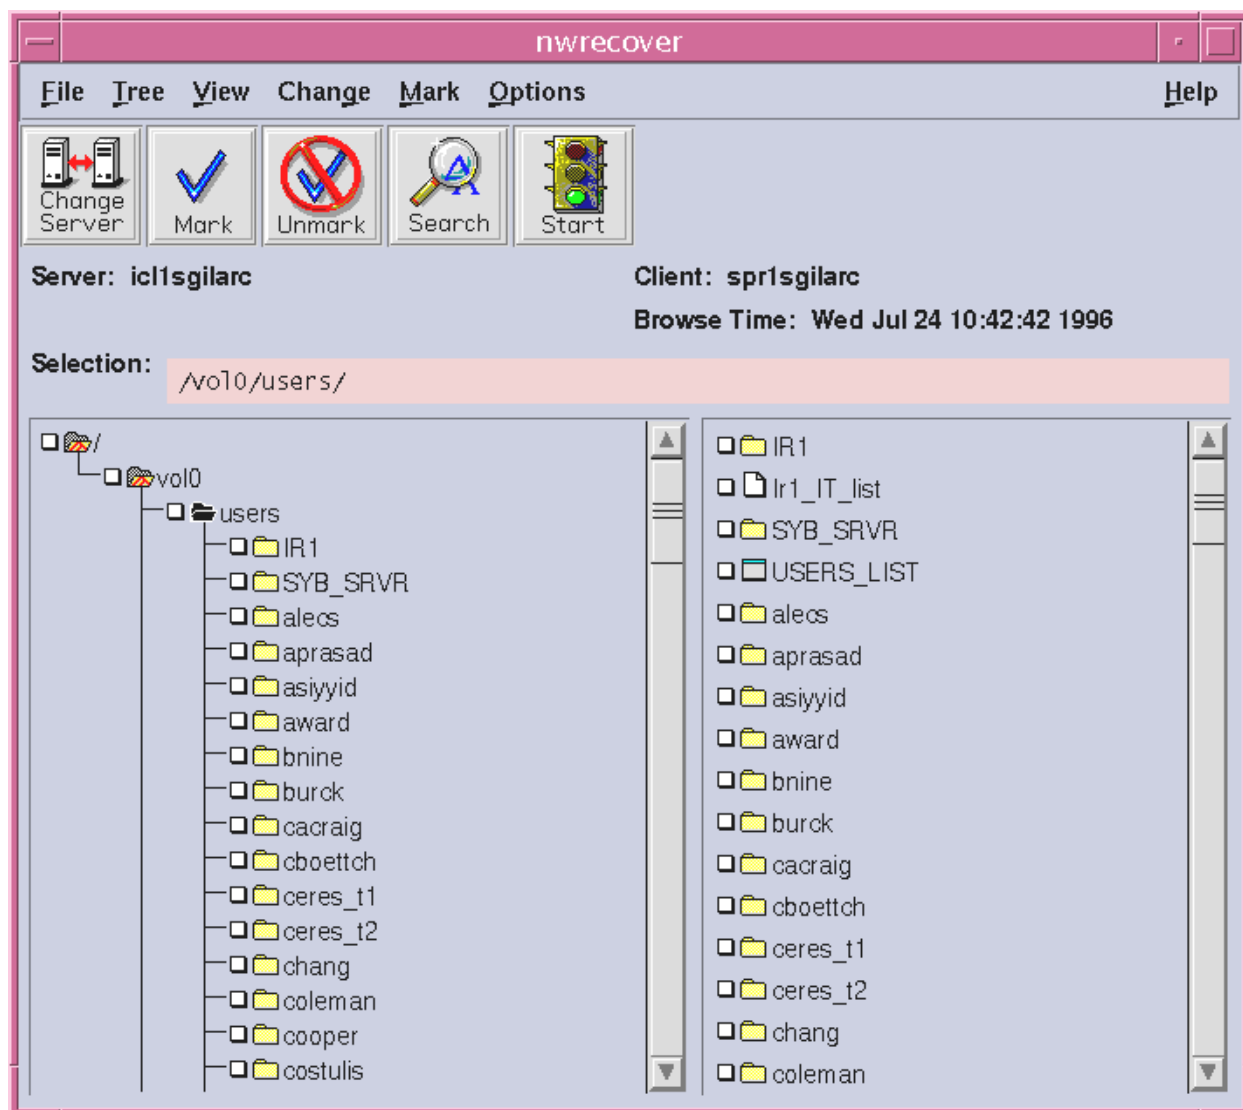 nwrecover
File Tree View Change Mark Options Help
Change Server Mark Unmark Search Start
Server: icl1sgilarc Client: spr1sgilarc
Browse Time: Wed Jul 24 10:42:42 1996
Selection: /vol0/users/
/
vol0
users
IR1
SYB_SRVR
alecs
aprasad
asiyyid
award
bnine
burck
cacraig
cboettch
ceres_t1
ceres_t2
chang
coleman
cooper
costulis
IR1
Ir1_IT_list
SYB_SRVR
USERS_LIST
alecs
aprasad
asiyyid
award
bnine
burck
cacraig
cboettch
ceres_t1
ceres_t2
chang
coleman